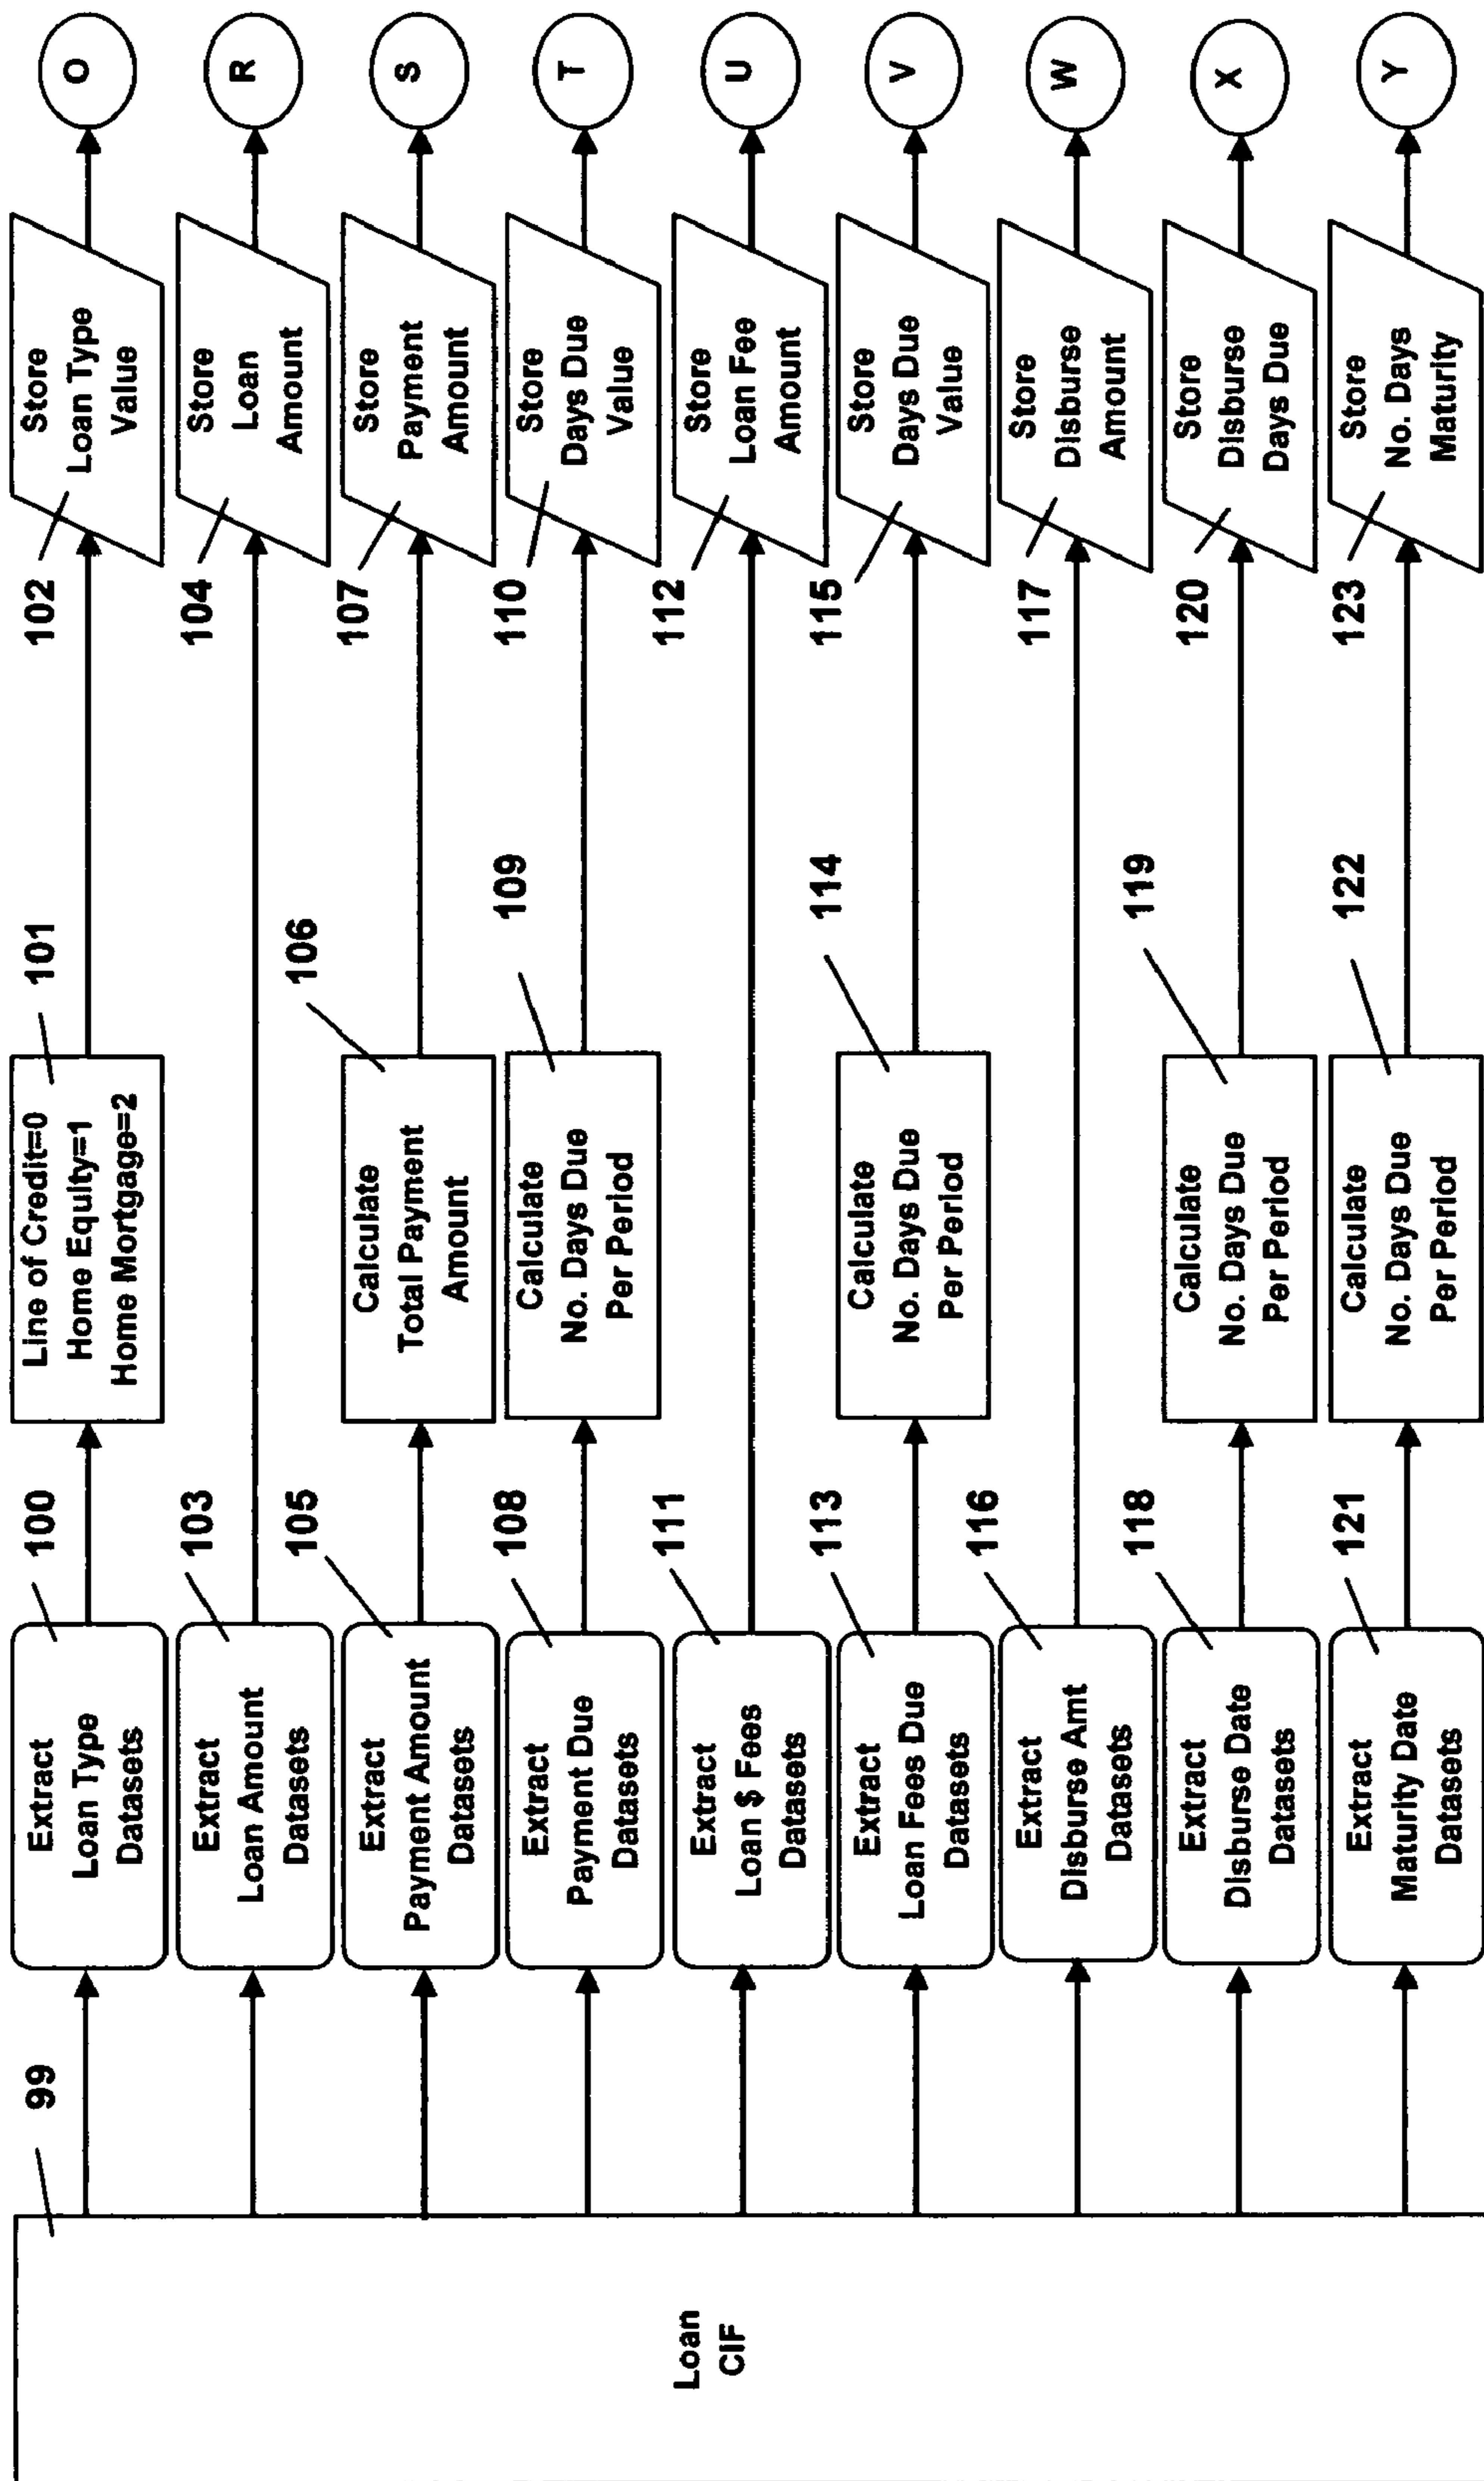 99
Loan
CIF
100
Extract
Loan Type
Datasets
101
Line of Credit=0
Home Equity=1
Home Mortgage=2
102
Store
Loan Type
Value
O
103
Extract
Loan Amount
Datasets
104
Store
Loan
Amount
R
105
Extract
Payment Amount
Datasets
106
Calculate
Total Payment
Amount
107
Store
Payment
Amount
S
108
Extract
Payment Due
Datasets
109
Calculate
No. Days Due
Per Period
110
Store
Days Due
Value
T
111
Extract
Loan $ Fees
Datasets
112
Store
Loan Fee
Amount
U
113
Extract
Loan Fees Due
Datasets
114
Calculate
No. Days Due
Per Period
115
Store
Days Due
Value
V
116
Extract
Disburse Amt
Datasets
117
Store
Disburse
Amount
W
118
Extract
Disburse Date
Datasets
119
Calculate
No. Days Due
Per Period
120
Store
Disburse
Days Due
X
121
Extract
Maturity Date
Datasets
122
Calculate
No. Days Due
Per Period
123
Store
No. Days
Maturity
Y